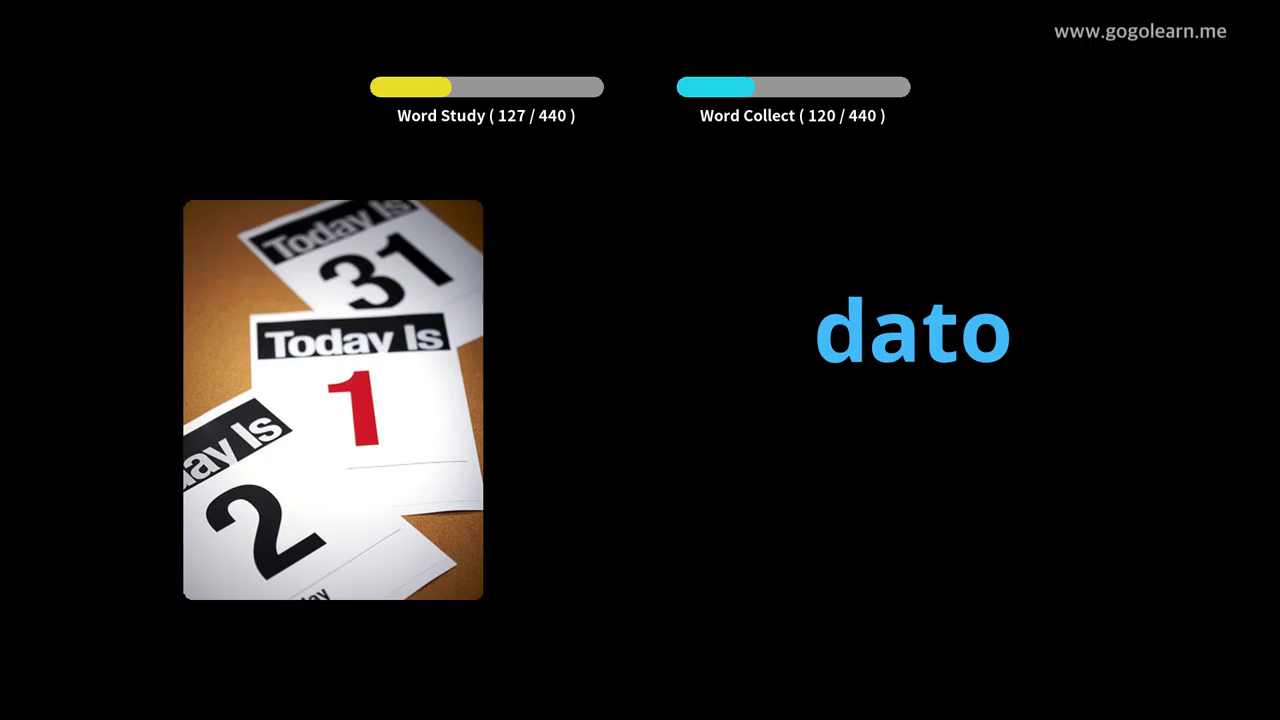 www.gogolearn.me
Word Study ( 127 / 440 )
Word Collect ( 120 / 440 )
Today Is
31
Today Is
1
ay Is
2
day
dato